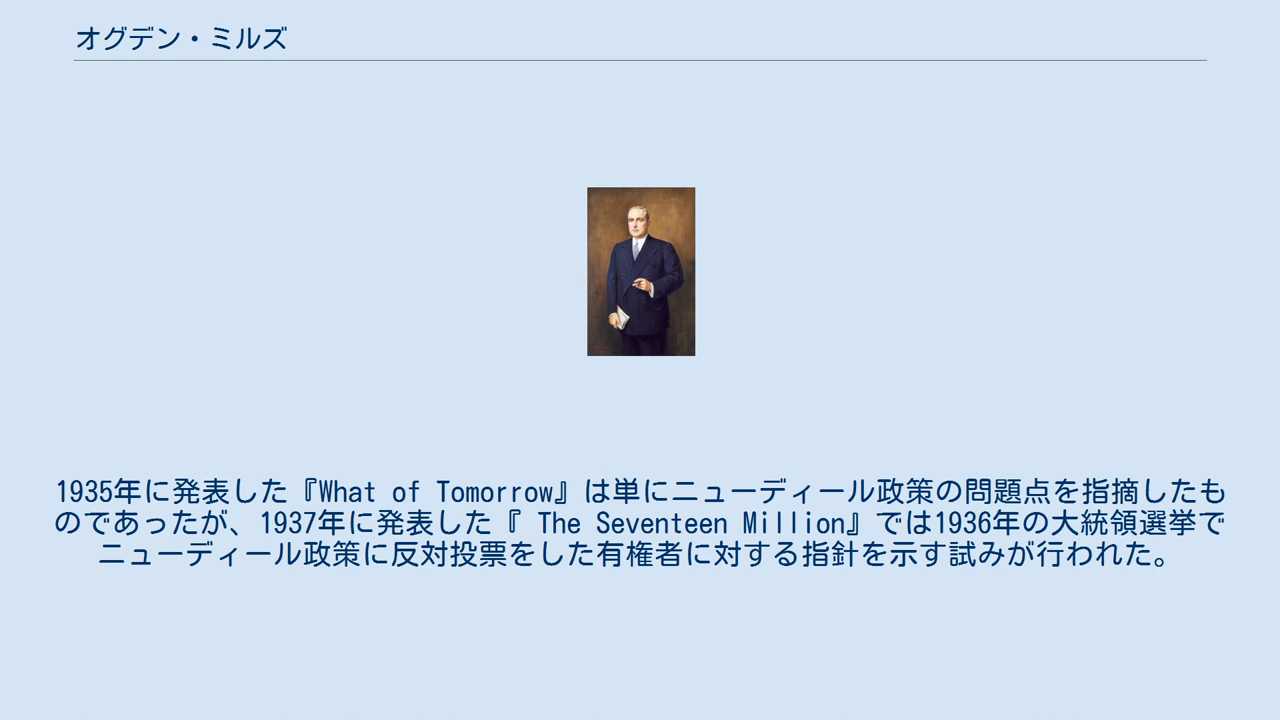 オグデン・ミルズ
1935年に発表した『What of Tomorrow』は単にニューディール政策の問題点を指摘したも
のであったが、1937年に発表した『 The Seventeen Million』では1936年の大統領選挙で
ニューディール政策に反対投票をした有権者に対する指針を示す試みが行われた。